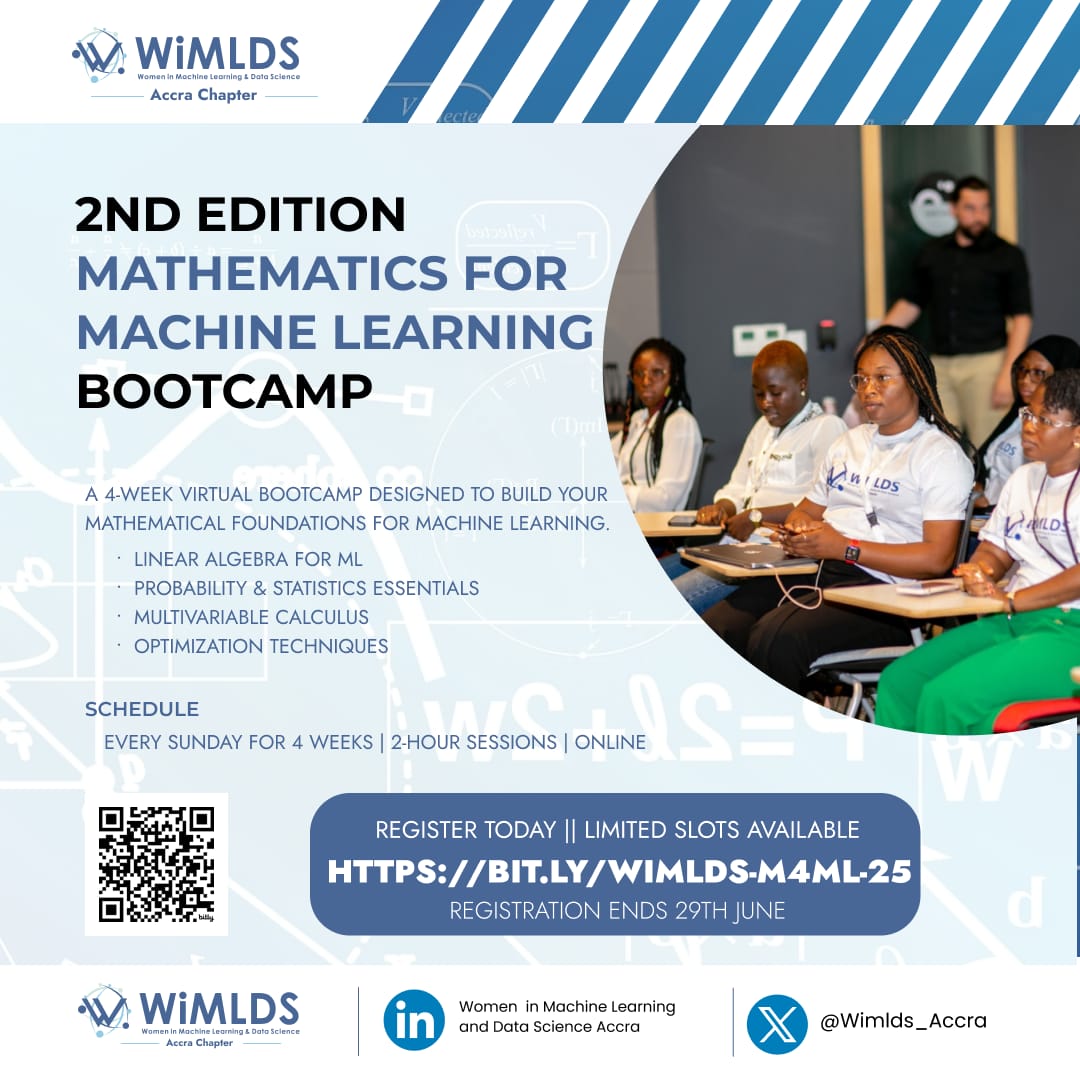 WiMLDS
Women in Machine Learning & Data Science
Accra Chapter
2ND EDITION
MATHEMATICS FOR
MACHINE LEARNING
BOOTCAMP
A 4-WEEK VIRTUAL BOOTCAMP DESIGNED TO BUILD YOUR
MATHEMATICAL FOUNDATIONS FOR MACHINE LEARNING.
· LINEAR ALGEBRA FOR ML
· PROBABILITY & STATISTICS ESSENTIALS
· MULTIVARIABLE CALCULUS
· OPTIMIZATION TECHNIQUES
SCHEDULE
EVERY SUNDAY FOR 4 WEEKS | 2-HOUR SESSIONS | ONLINE
bitly
REGISTER TODAY || LIMITED SLOTS AVAILABLE
HTTPS://BIT.LY/WIMLDS-M4ML-25
REGISTRATION ENDS 29TH JUNE
WiMLDS
Women in Machine Learning & Data Science
Accra Chapter
in
Women in Machine Learning
and Data Science Accra
@Wimlds_Accra